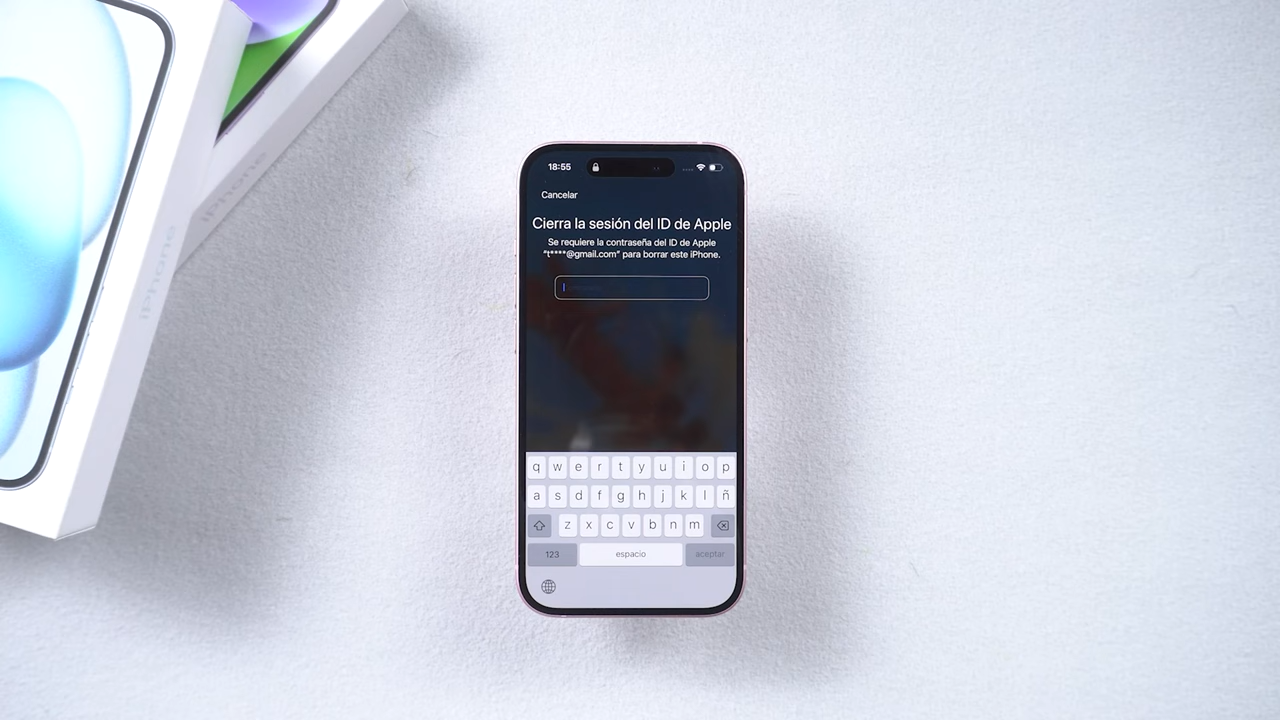 iPhone
iPhone
18:55
Cancelar
Cierra la sesión del ID de Apple
Se requiere la contraseña del ID de Apple
"t****@gmail.com" para borrar este iPhone.
q w e r t y u i o p
a s d f g h j k l ñ
z x c v b n m
123 espacio aceptar